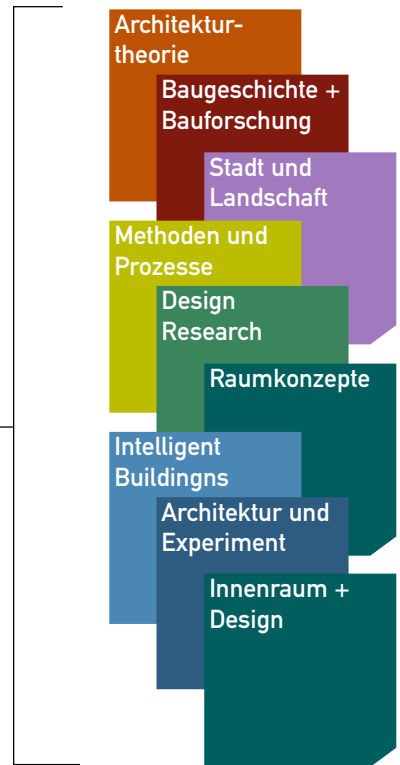 Architektur-
theorie
Baugeschichte +
Bauforschung
Stadt und
Landschaft
Methoden und
Prozesse
Design
Research
Raumkonzepte
Intelligent
Buildingns
Architektur und
Experiment
Innenraum +
Design